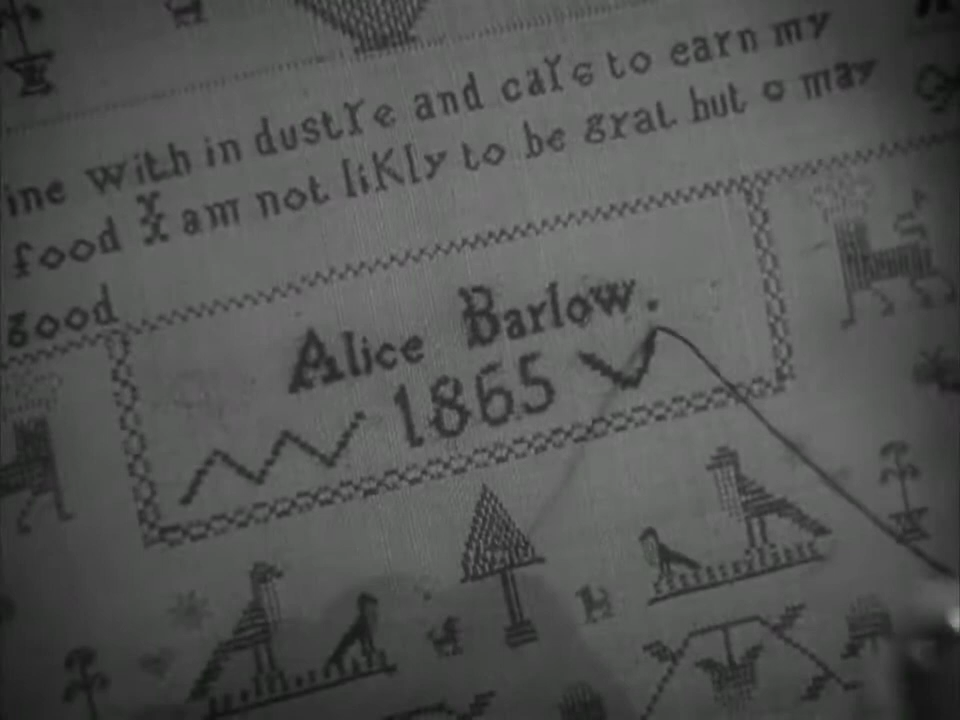 ine with in dustre and care to earn my
food I am not likly to be grat but o may
good
Alice Barlow.
1865